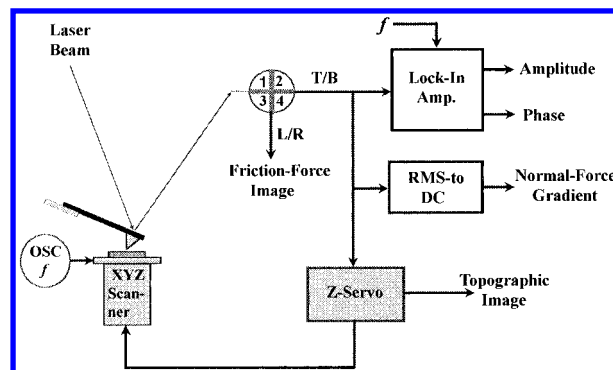 Laser
Beam
f
1 2
3 4
T/B
L/R
Lock-In
Amp.
Amplitude
Phase
Friction-Force
Image
RMS-to
DC
Normal-Force
Gradient
OSC
f
XYZ
Scan-
ner
Z-Servo
Topographic
Image